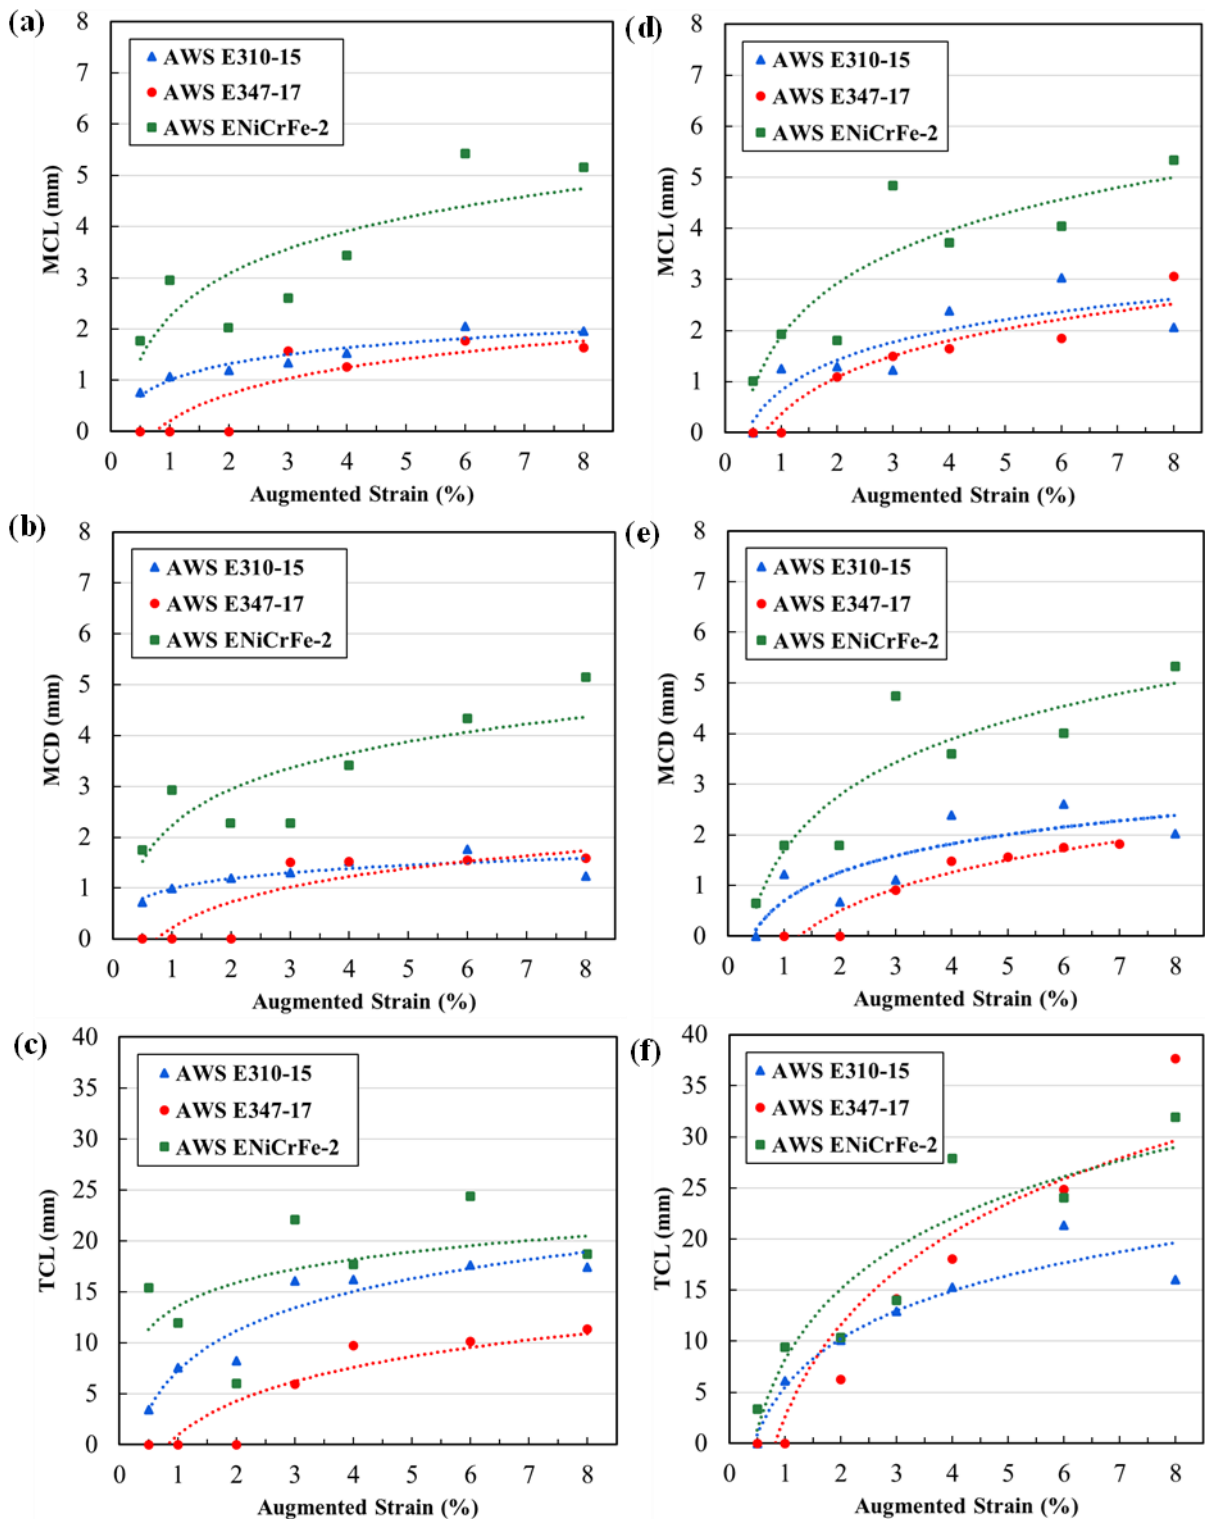 (a)
8
7
6
5
4
3
2
1
0
MCL (mm)
AWS E310-15
AWS E347-17
AWS ENiCrFe-2
0 1 2 3 4 5 6 7 8
Augmented Strain (%)
(d)
8
7
6
5
4
3
2
1
0
MCL (mm)
AWS E310-15
AWS E347-17
AWS ENiCrFe-2
0 1 2 3 4 5 6 7 8
Augmented Strain (%)
(b)
8
7
6
5
4
3
2
1
0
MCD (mm)
AWS E310-15
AWS E347-17
AWS ENiCrFe-2
0 1 2 3 4 5 6 7 8
Augmented Strain (%)
(e)
8
7
6
5
4
3
2
1
0
MCD (mm)
AWS E310-15
AWS E347-17
AWS ENiCrFe-2
0 1 2 3 4 5 6 7 8
Augmented Strain (%)
(c)
40
35
30
25
20
15
10
5
0
TCL (mm)
AWS E310-15
AWS E347-17
AWS ENiCrFe-2
0 1 2 3 4 5 6 7 8
Augmented Strain (%)
(f)
40
35
30
25
20
15
10
5
0
TCL (mm)
AWS E310-15
AWS E347-17
AWS ENiCrFe-2
0 1 2 3 4 5 6 7 8
Augmented Strain (%)